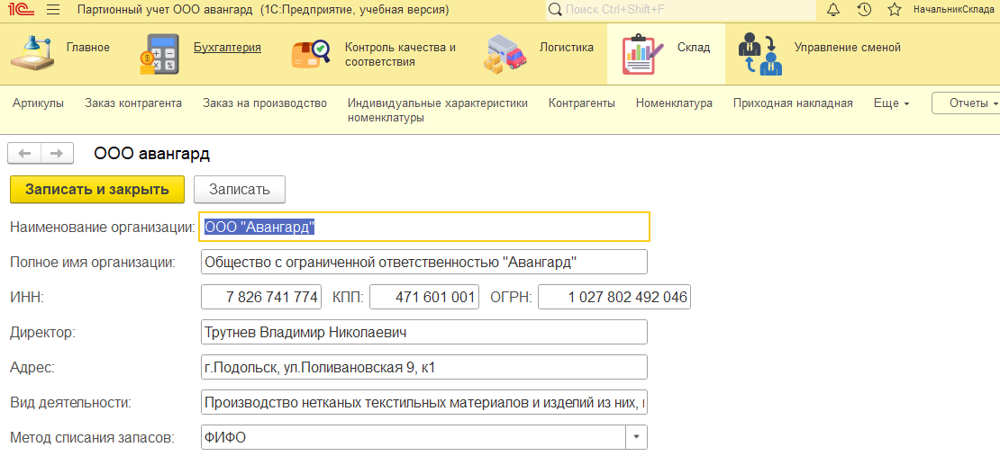 1С Партионный учет ООО авангард (1С:Предприятие, учебная версия) Поиск Ctrl+Shift+F НачальникСклада
Главное Бухгалтерия Контроль качества и соответствия Логистика Склад Управление сменой
Артикулы Заказ контрагента Заказ на производство Индивидуальные характеристики номенклатуры Контрагенты Номенклатура Приходная накладная Еще Отчеты
ООО авангард
Записать и закрыть Записать
Наименование организации: ООО "Авангард"
Полное имя организации: Общество с ограниченной ответственностью "Авангард"
ИНН: 7 826 741 774 КПП: 471 601 001 ОГРН: 1 027 802 492 046
Директор: Трутнев Владимир Николаевич
Адрес: г.Подольск, ул.Поливановская 9, к1
Вид деятельности: Производство нетканых текстильных материалов и изделий из них,
Метод списания запасов: ФИФО